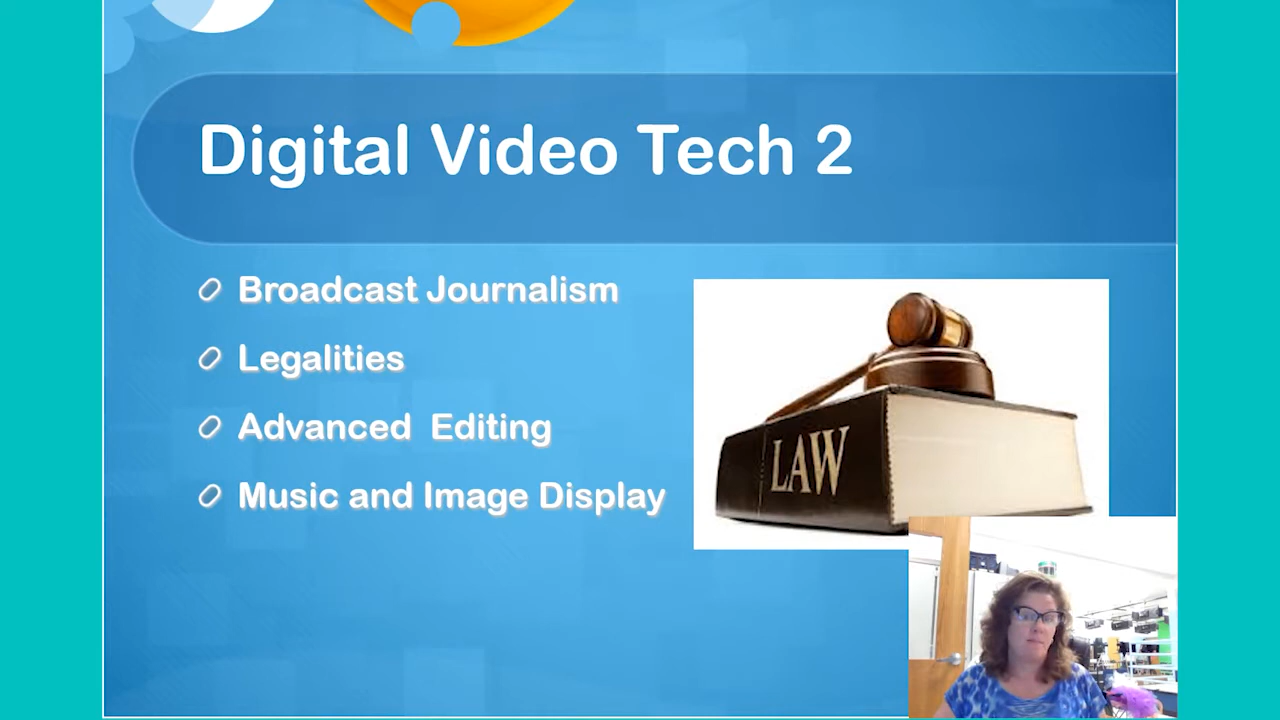 Digital Video Tech 2
Broadcast Journalism
Legalities
Advanced  Editing
Music and Image Display
LAW